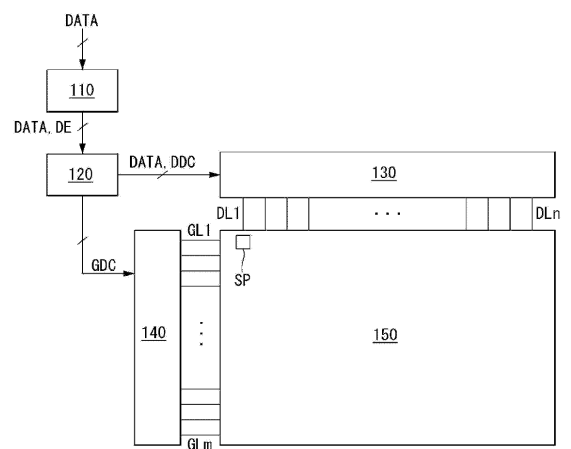 DATA
110
DATA, DE
120
DATA, DDC
130
DL1
...
DLn
GL1
GDC
SP
140
150
GLm